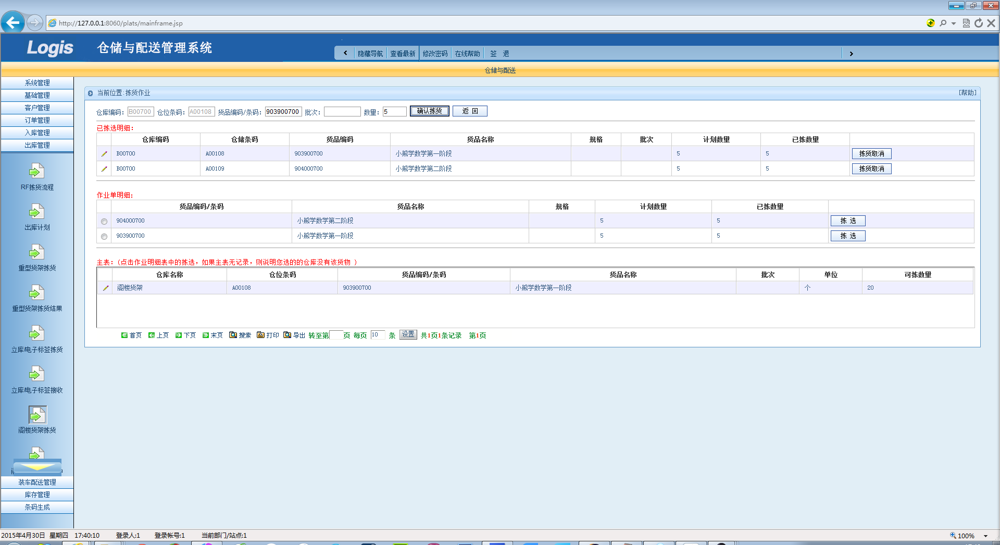 http://127.0.0.1:8060/plats/mainframe.jsp
Logis 仓储与配送管理系统
隐藏导航 查看最新 修改密码 在线帮助 签 退
仓储与配送
系统管理
基础管理
客户管理
订单管理
入库管理
出库管理
RF拣货流程
出库计划
重型货架拣货
重型货架拣货结果
立库/电子标签拣货
立库/电子标签接收
阁楼货架拣货
装车配送管理
库存管理
条码生成
当前位置:拣货作业 [帮助]
仓库编码: B00700 仓位条码: A00108 货品编码/条码: 903900700 批次: 数量: 5 确认拣货 返 回
已拣选明细:
仓库编码 仓储条码 货品编码 货品名称 规格 批次 计划数量 已拣数量
B00700 A00108 903900700 小熊学数学第一阶段 5 5 拣货取消
B00700 A00109 904000700 小熊学数学第二阶段 5 5 拣货取消
作业单明细:
货品编码/条码 货品名称 规格 计划数量 已拣数量
904000700 小熊学数学第二阶段 5 5 拣 选
903900700 小熊学数学第一阶段 5 5 拣 选
主表:(点击作业明细表中的拣选，如果主表无记录，则说明您选的的仓库没有该货物 )
仓库名称 仓位条码 货品编码/条码 货品名称 批次 单位 可拣数量
阁楼货架 A00108 903900700 小熊学数学第一阶段 个 20
首页 上页 下页 末页 搜索 打印 导出 转至第 页 每页 10 条 设置 共1页1条记录 第1页
2015年4月30日 星期四 17:40:10 登录人:1 登录帐号:1 当前部门/站点:1 100%